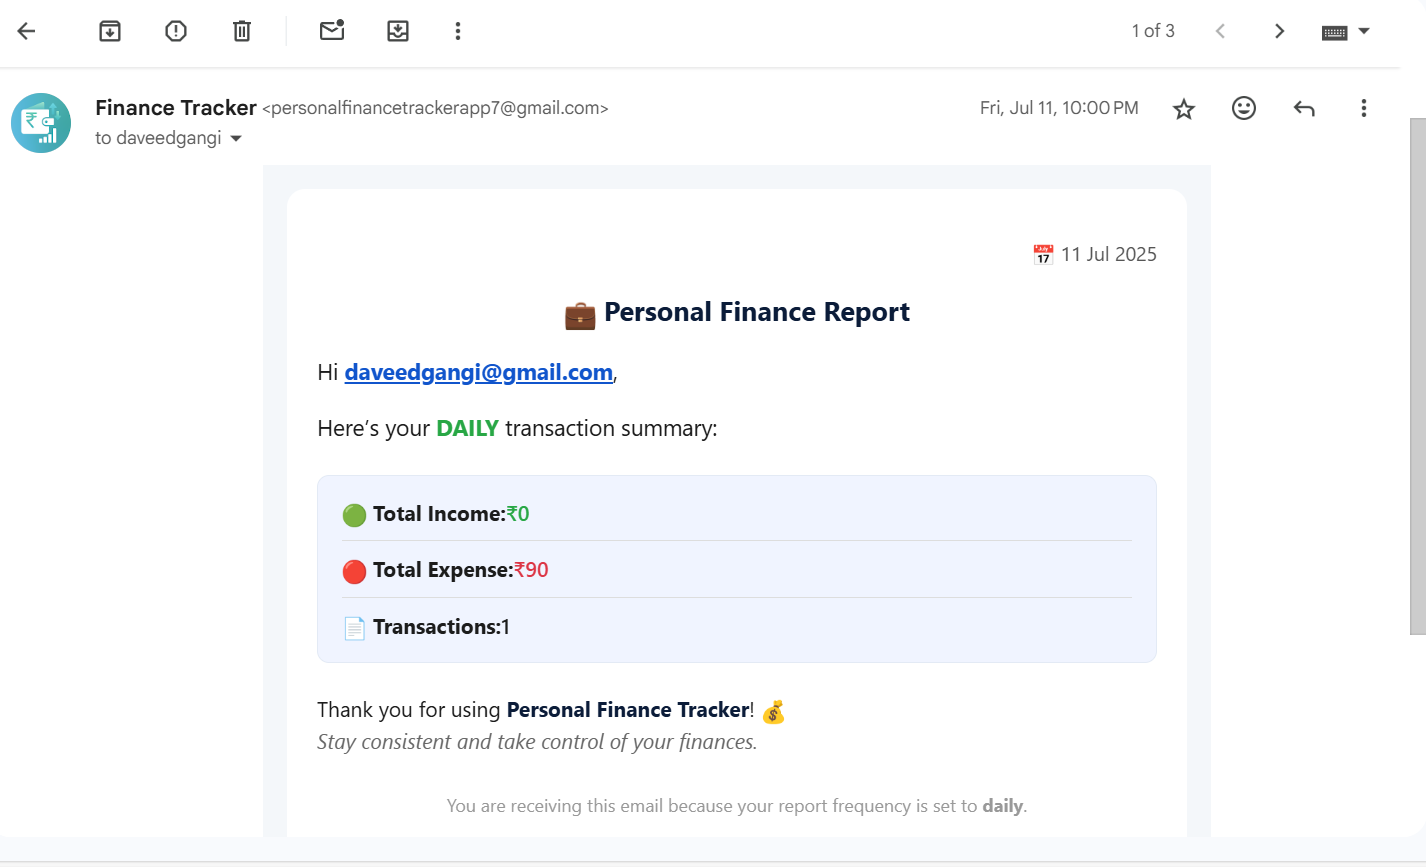 1 of 3
Finance Tracker <personalfinancetrackerapp7@gmail.com>
Fri, Jul 11, 10:00 PM
to daveedgangi
📅 11 Jul 2025
💼 Personal Finance Report
Hi daveedgangi@gmail.com,
Here’s your DAILY transaction summary:
🟢 Total Income:₹0
🔴 Total Expense:₹90
📄 Transactions:1
Thank you for using Personal Finance Tracker! 💰
Stay consistent and take control of your finances.
You are receiving this email because your report frequency is set to daily.